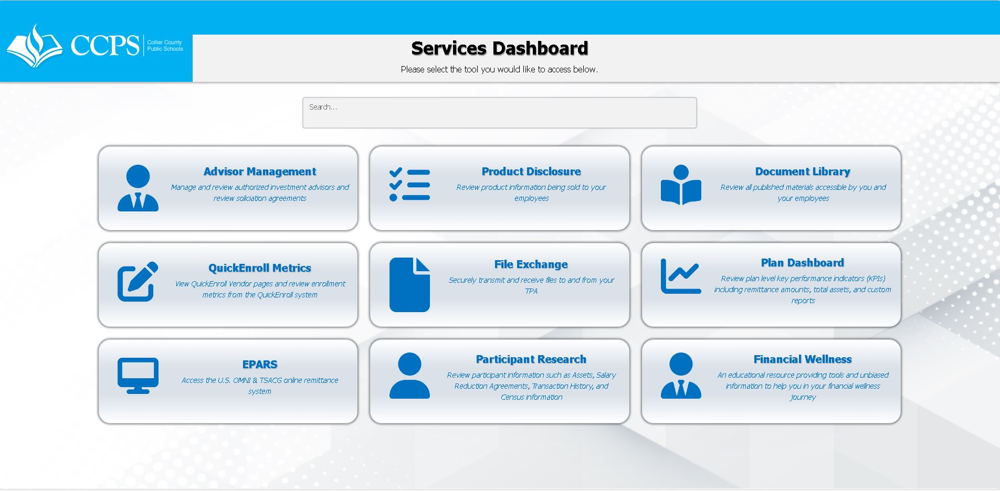 CCPS
Collier County
Public Schools
Services Dashboard
Please select the tool you would like to access below.
Search...
Advisor Management
Manage and review authorized investment advisors and
review soliciation agreements
Product Disclosure
Review product information being sold to your
employees
Document Library
Review all published materials accessible by you and
your employees
QuickEnroll Metrics
View QuickEnroll Vendor pages and review enrollment
metrics from the QuickEnroll system
File Exchange
Securely transmit and receive files to and from your
TPA
Plan Dashboard
Review plan level key performance indicators (KPIs)
including remittance amounts, total assets, and custom
reports
EPARS
Access the U.S. OMNI & TSACG online remittance
system
Participant Research
Review participant information such as Assets, Salary
Reduction Agreements, Transaction History, and
Census information
Financial Wellness
An educational resource providing tools and unbiased
information to help you in your financial wellness
journey